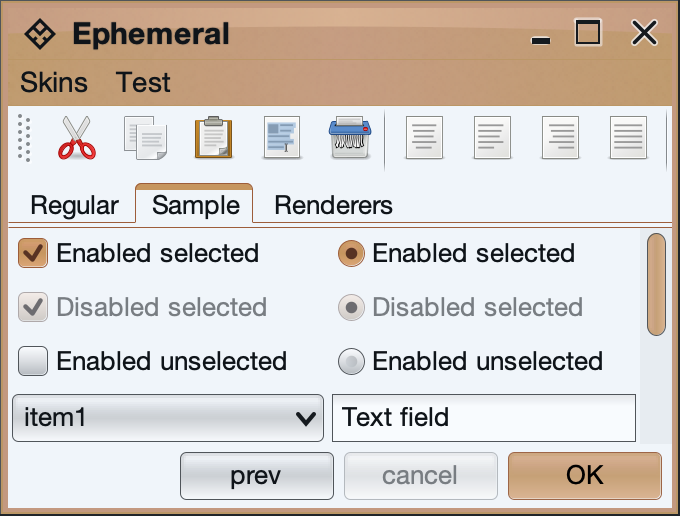 Ephemeral
Skins Test
Regular Sample Renderers
Enabled selected Enabled selected
Disabled selected Disabled selected
Enabled unselected Enabled unselected
item1 Text field
prev cancel OK